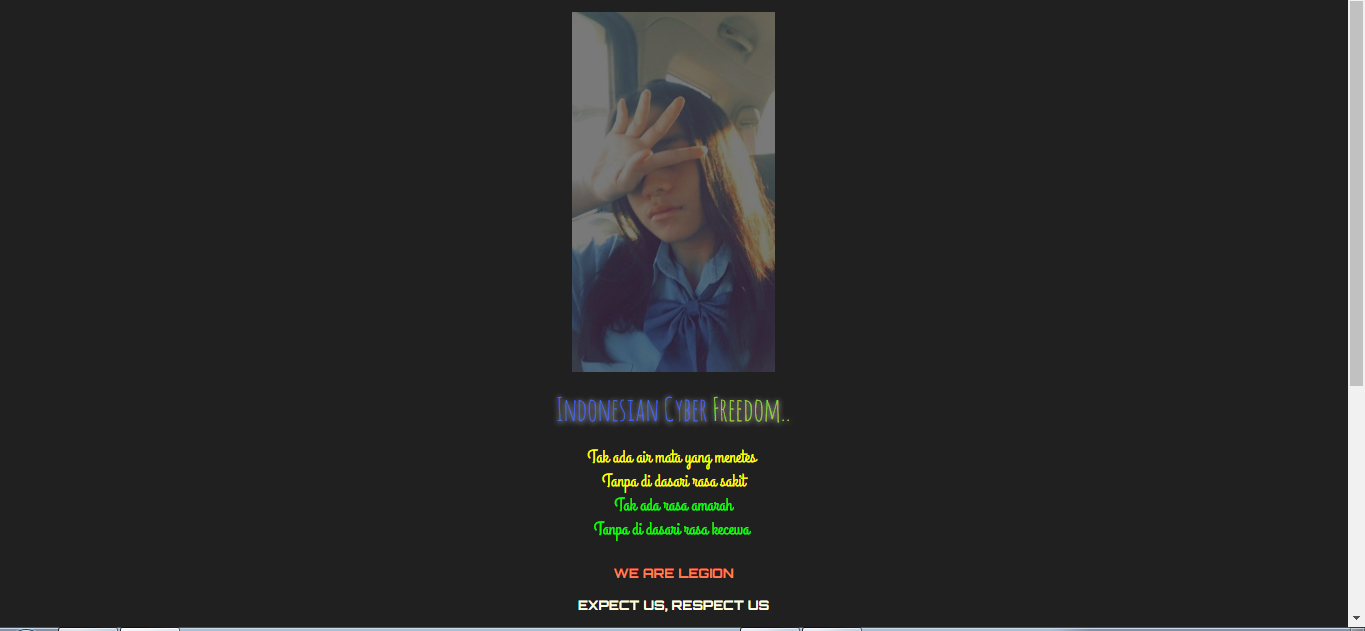 Indonesian Cyber Freedom..
Tak ada air mata yang menetes
Tanpa di dasari rasa sakit
Tak ada rasa amarah
Tanpa di dasari rasa kecewa
WE ARE LEGION
EXPECT US, RESPECT US